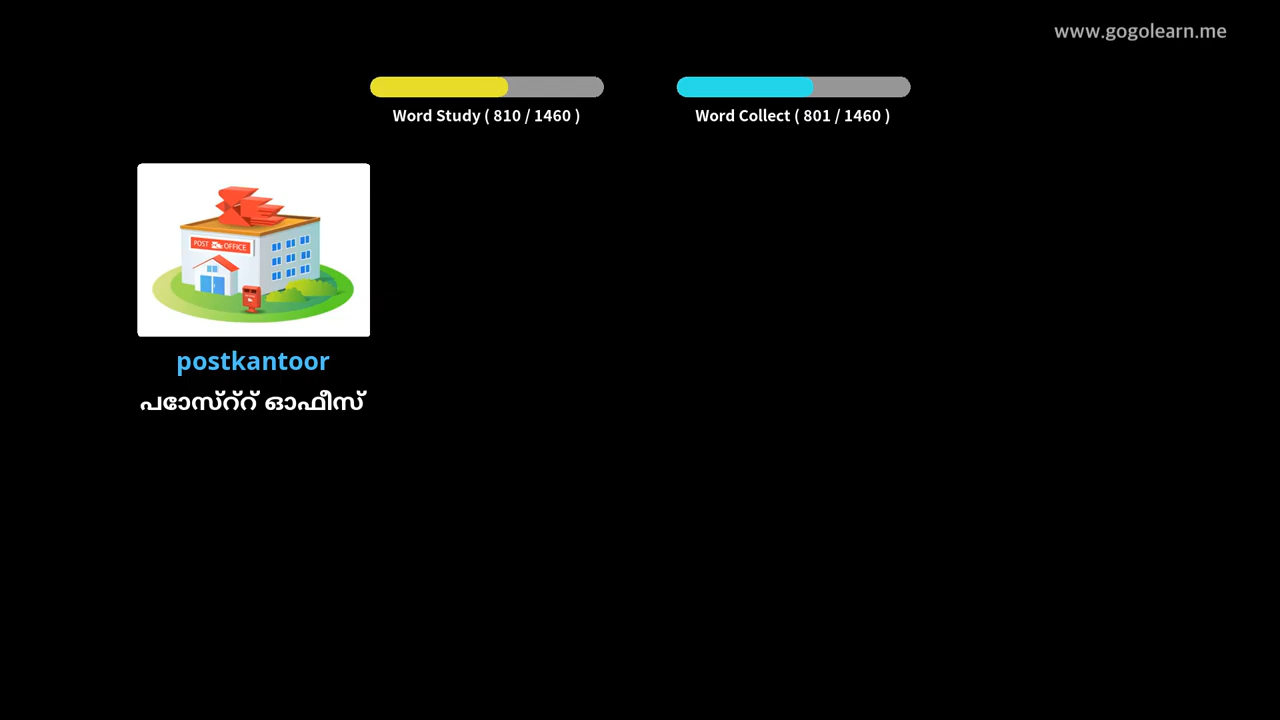 www.gogolearn.me
Word Study ( 810 / 1460 )
Word Collect ( 801 / 1460 )
POST OFFICE
postkantoor
പോസ്റ്റ് ഓഫീസ്